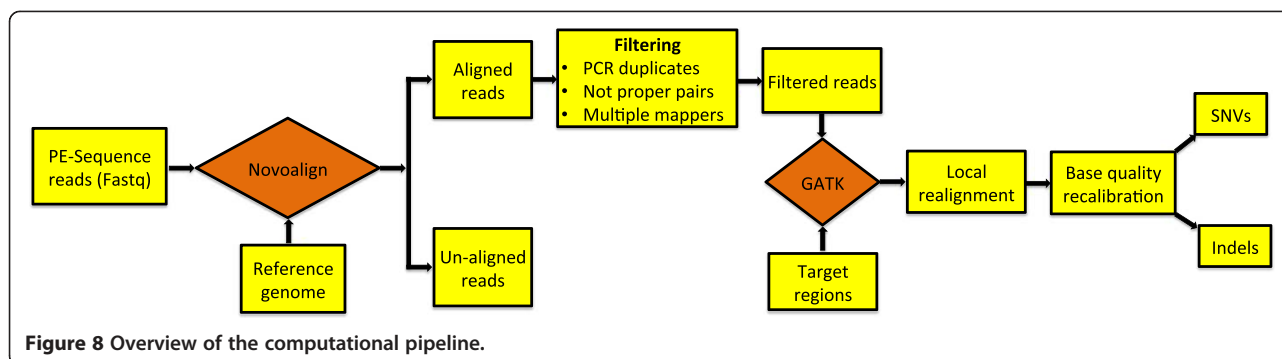 PE-Sequence
reads (Fastq)
Novoalign
Reference
genome
Aligned
reads
Un-aligned
reads
Filtering
• PCR duplicates
• Not proper pairs
• Multiple mappers
Filtered reads
GATK
Target
regions
Local
realignment
Base quality
recalibration
SNVs
Indels
Figure 8 Overview of the computational pipeline.